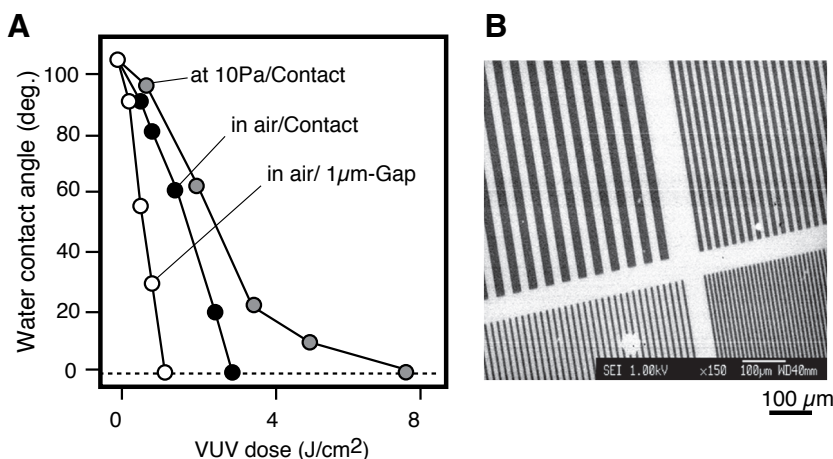 A
B
Water contact angle (deg.)
100
80
60
40
20
0
at 10Pa/Contact
in air/Contact
in air/ 1µm-Gap
0
4
8
VUV dose (J/cm2)
SEI 1.00kV ×150 100µm WD40mm
100 µm